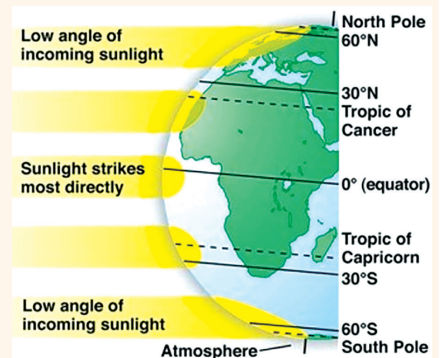 North Pole
60°N
Low angle of
incoming sunlight
30°N
Tropic of
Cancer
Sunlight strikes
most directly
0° (equator)
Tropic of
Capricorn
30°S
Low angle of
incoming sunlight
60°S
South Pole
Atmosphere